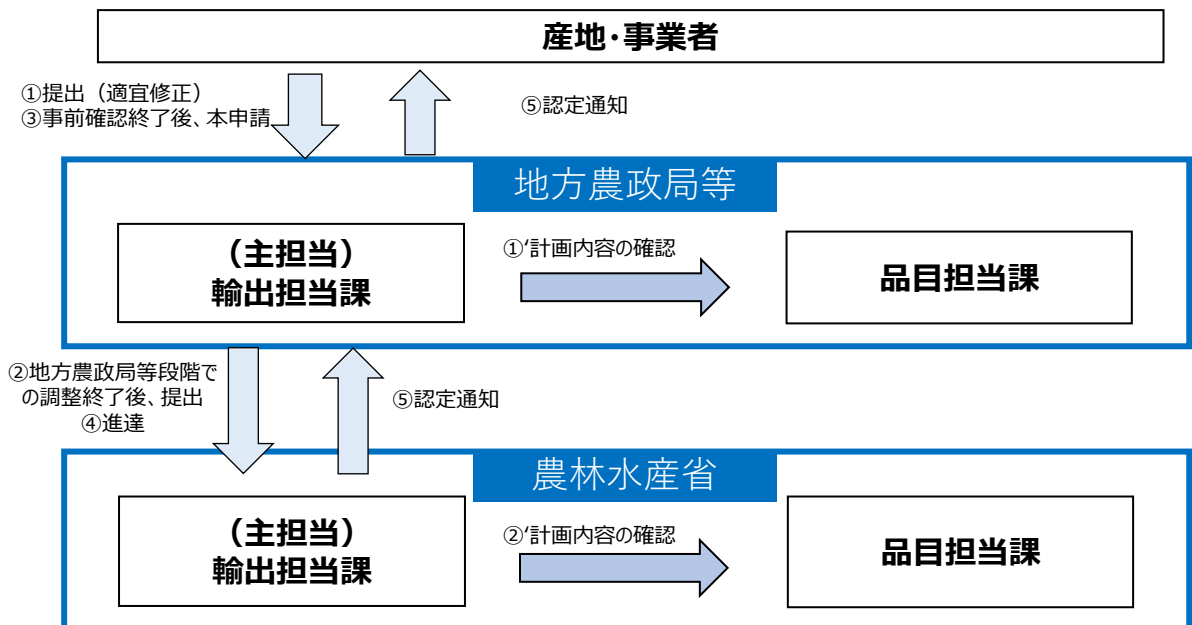 産地・事業者
①提出（適宜修正）
③事前確認終了後、本申請
⑤認定通知
地方農政局等
（主担当）
輸出担当課
①‘計画内容の確認
品目担当課
②地方農政局等段階で
の調整終了後、提出
④進達
⑤認定通知
農林水産省
（主担当）
輸出担当課
②‘計画内容の確認
品目担当課